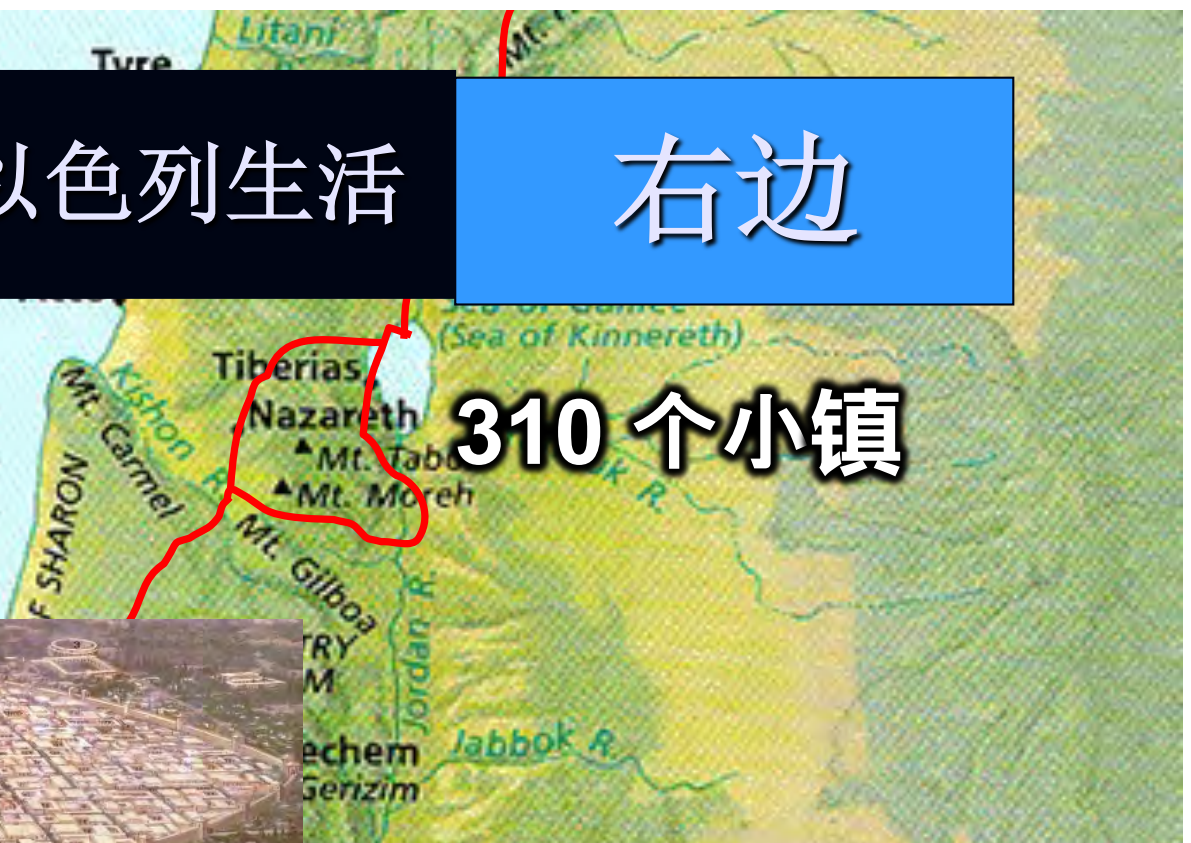 Litani
Tyre
以色列生活
右边
(Sea of Kinnereth)
Tiberias
Nazareth
Kishon R.
Mt. Carmel
Mt. Tabo
310 个小镇
Mt. Moreh
SHARON
Mt. Gilboa
Jordan R.
TRY
M
echem
Gerizim
Jabbok R.